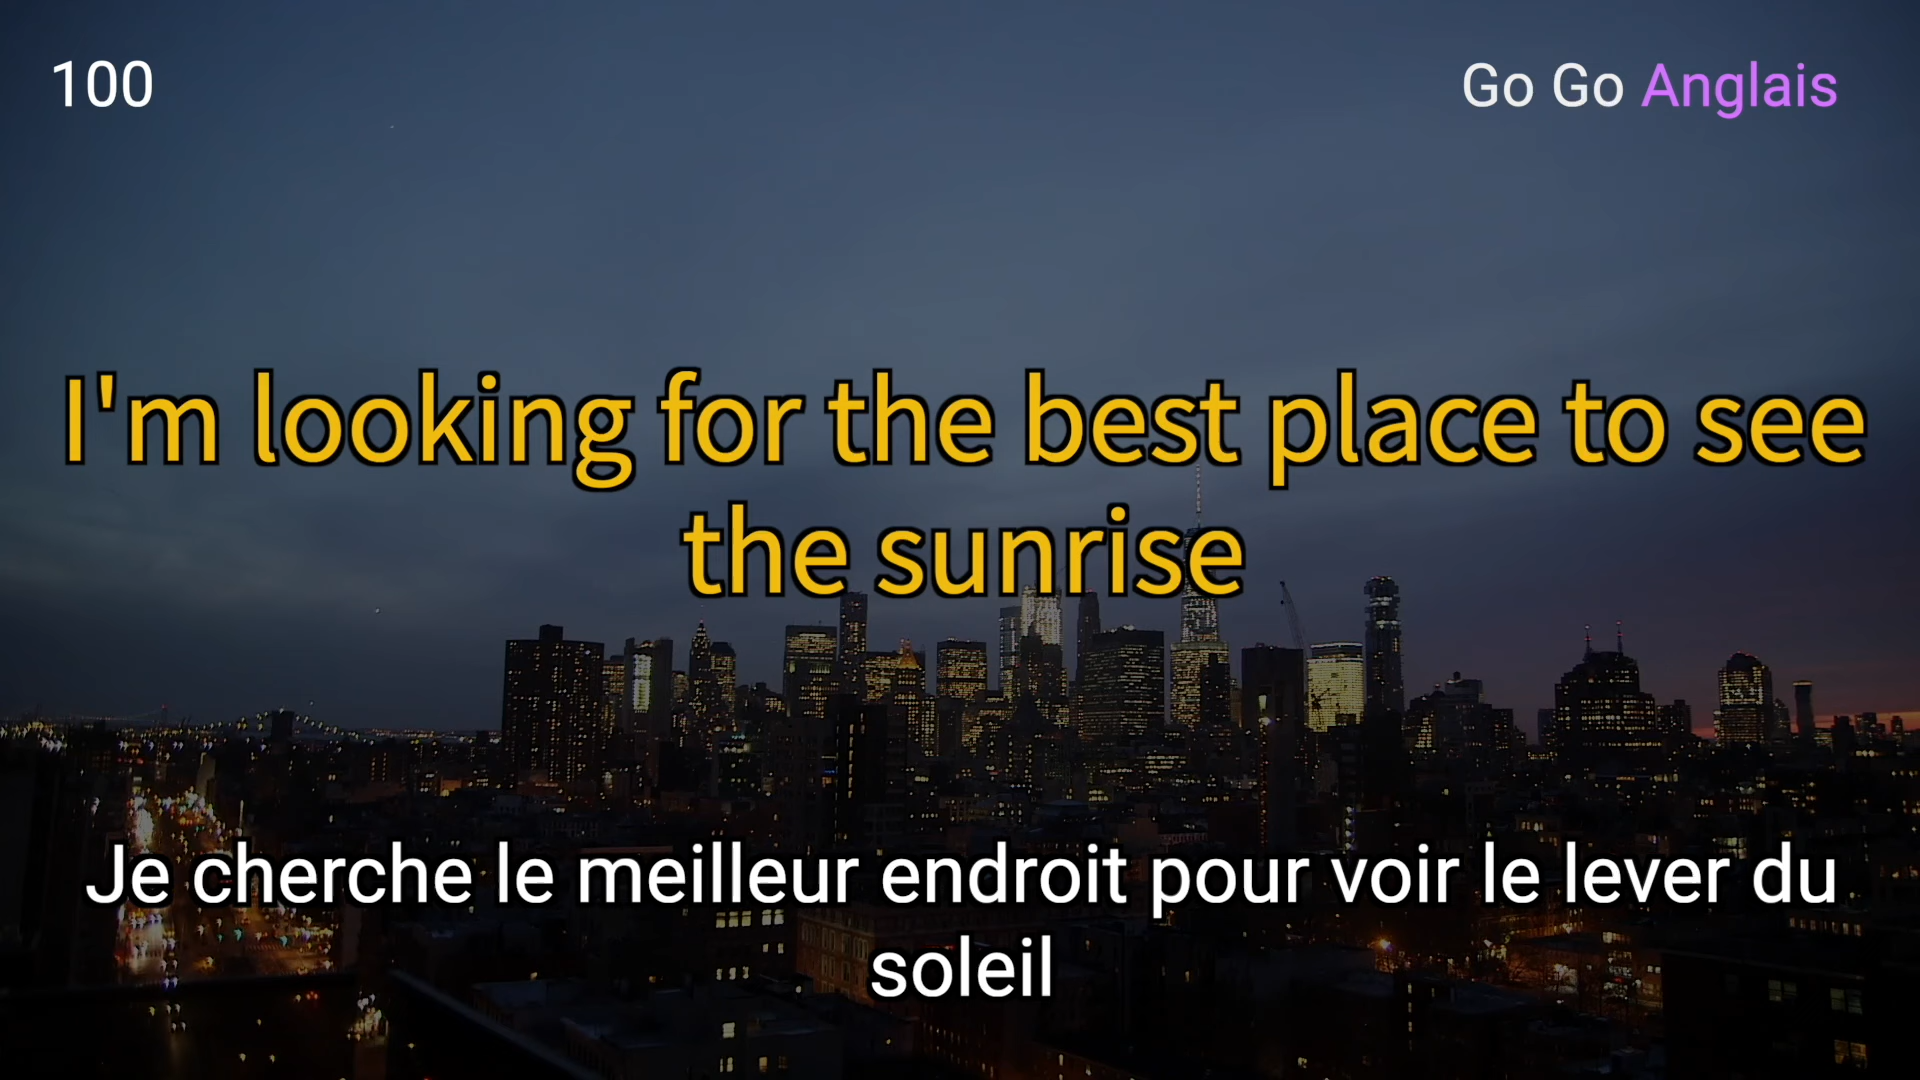 100
Go Go Anglais
I'm looking for the best place to see
the sunrise
Je cherche le meilleur endroit pour voir le lever du
soleil